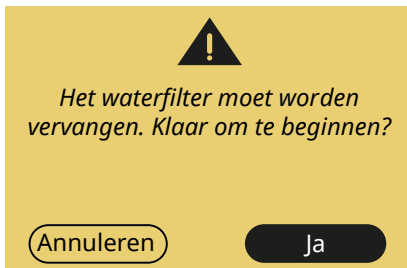 Het waterfilter moet worden
vervangen. Klaar om te beginnen?
Annuleren
Ja